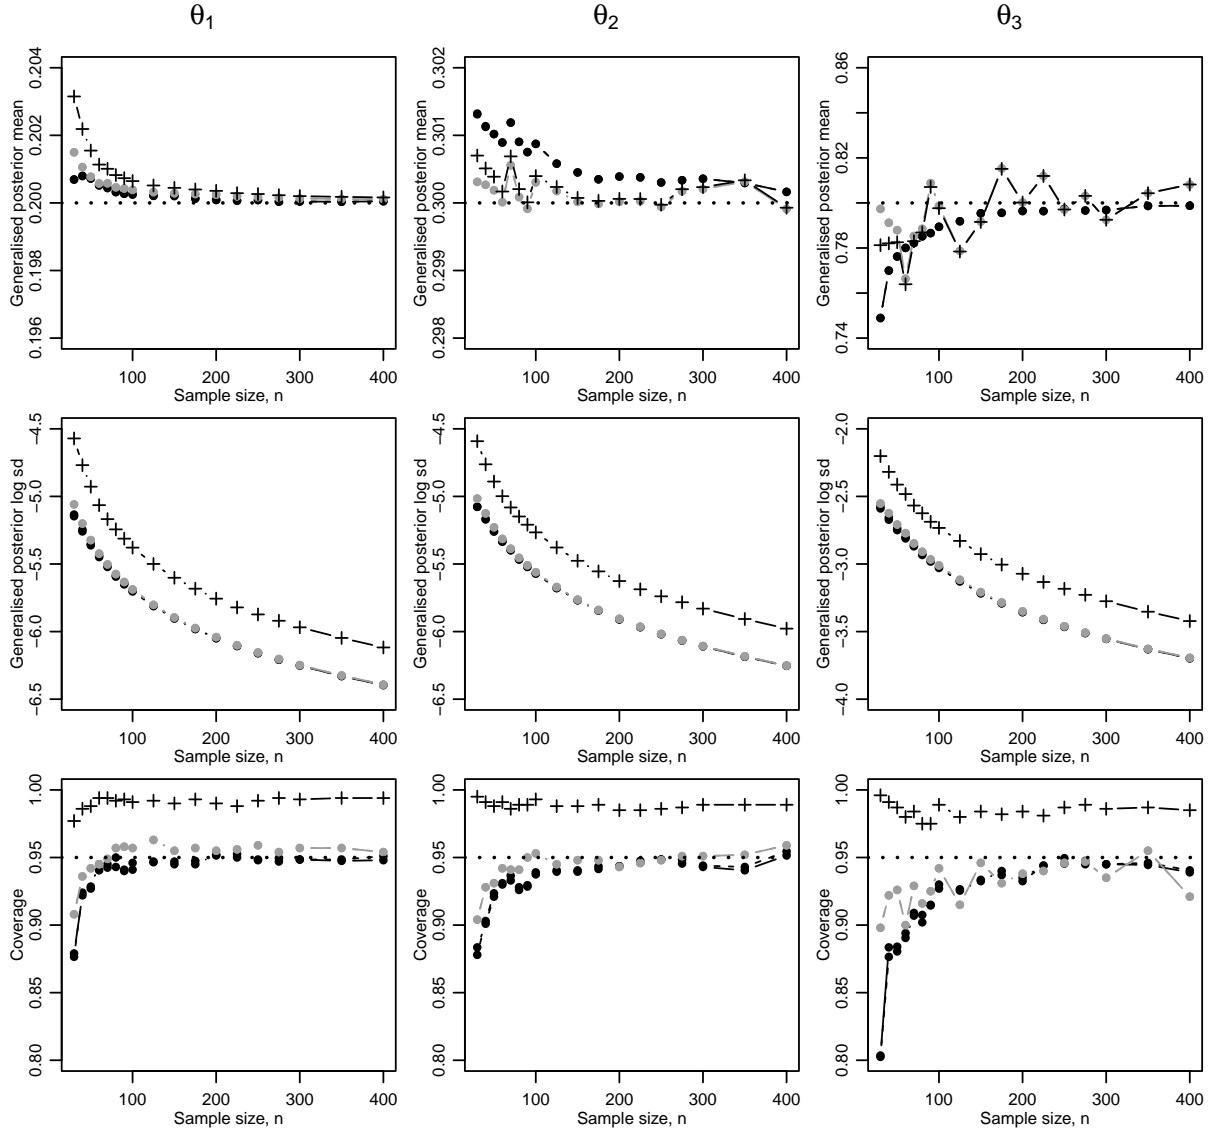 θ1 θ2 θ3
Generalised posterior mean
0.196 0.198 0.200 0.202 0.204
100 200 300 400
Sample size, n
Generalised posterior mean
0.298 0.299 0.300 0.301 0.302
100 200 300 400
Sample size, n
Generalised posterior mean
0.74 0.78 0.82 0.86
100 200 300 400
Sample size, n
Generalised posterior log sd
−6.5 −6.0 −5.5 −5.0 −4.5
100 200 300 400
Sample size, n
Generalised posterior log sd
−6.5 −6.0 −5.5 −5.0 −4.5
100 200 300 400
Sample size, n
Generalised posterior log sd
−4.0 −3.5 −3.0 −2.5 −2.0
100 200 300 400
Sample size, n
Coverage
0.80 0.85 0.90 0.95 1.00
100 200 300 400
Sample size, n
Coverage
0.80 0.85 0.90 0.95 1.00
100 200 300 400
Sample size, n
Coverage
0.80 0.85 0.90 0.95 1.00
100 200 300 400
Sample size, n